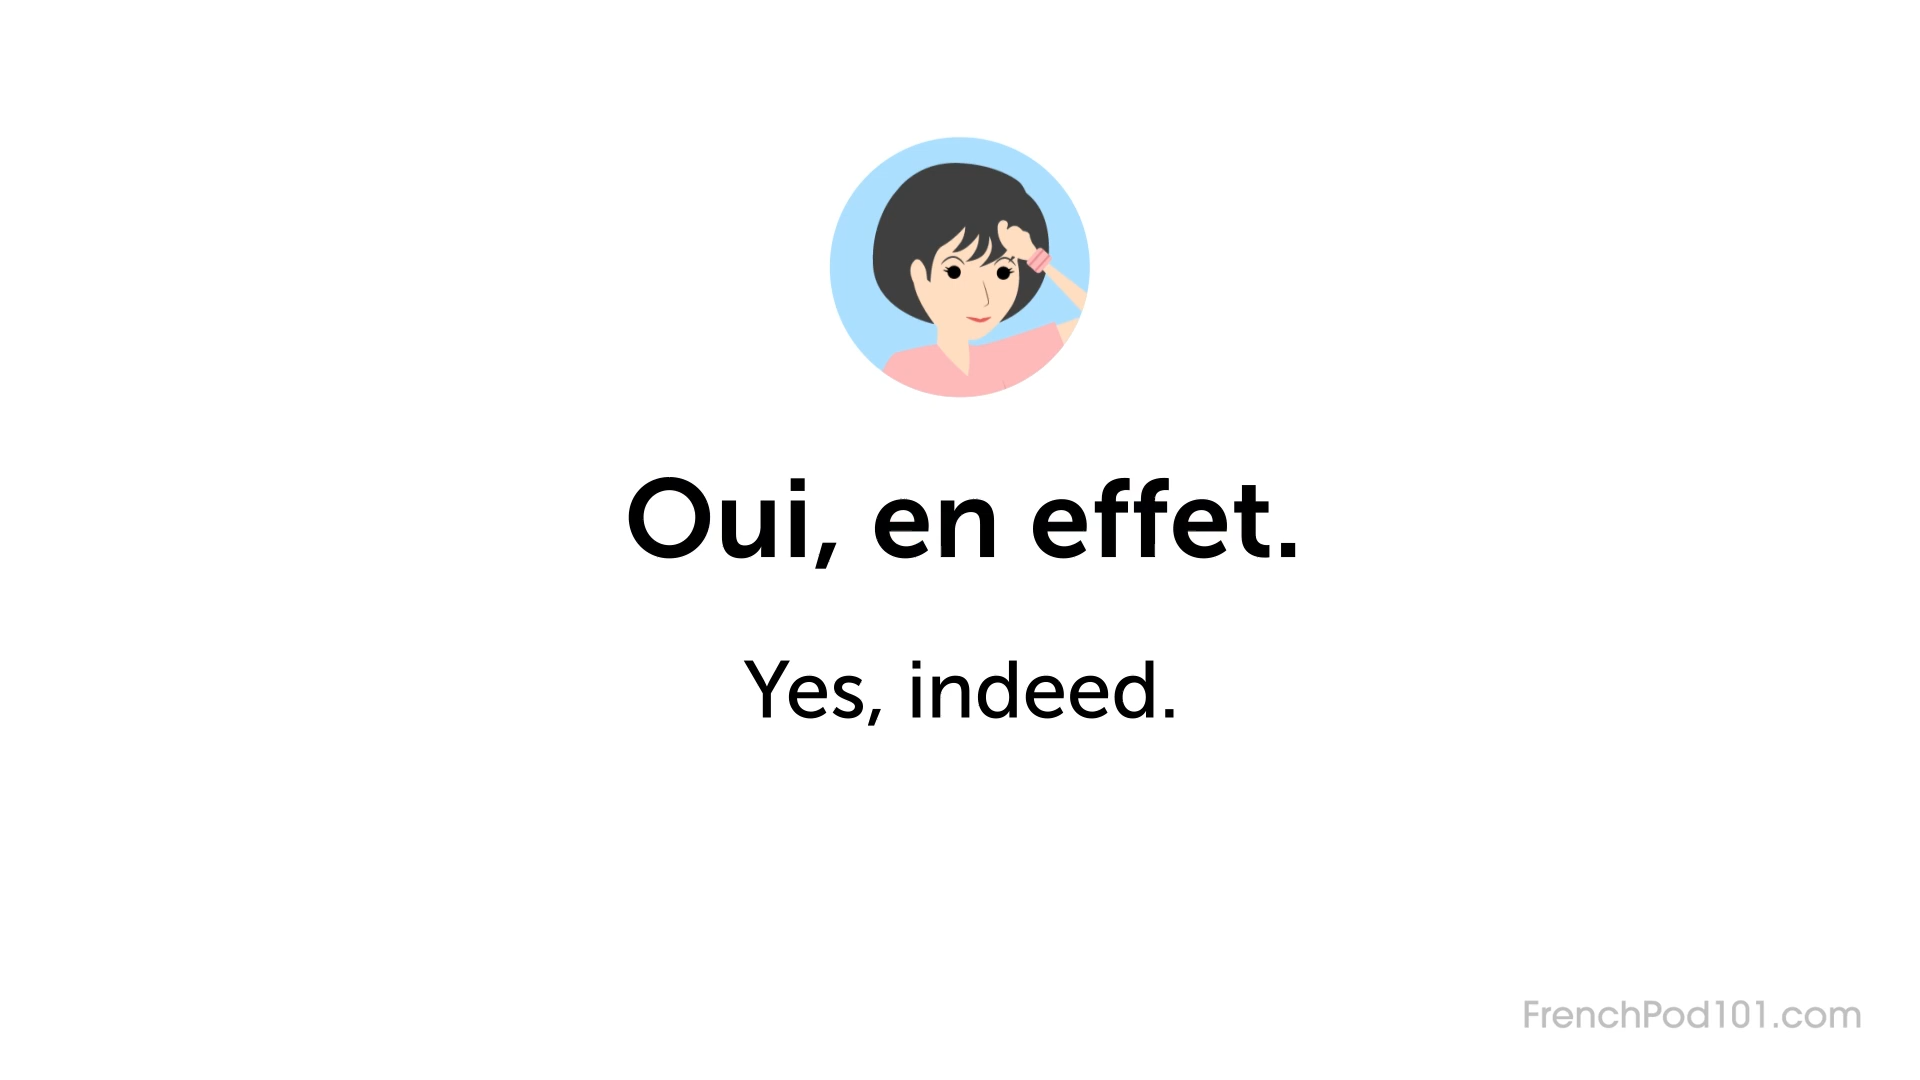 Oui, en effet.
Yes, indeed.
FrenchPod101.com